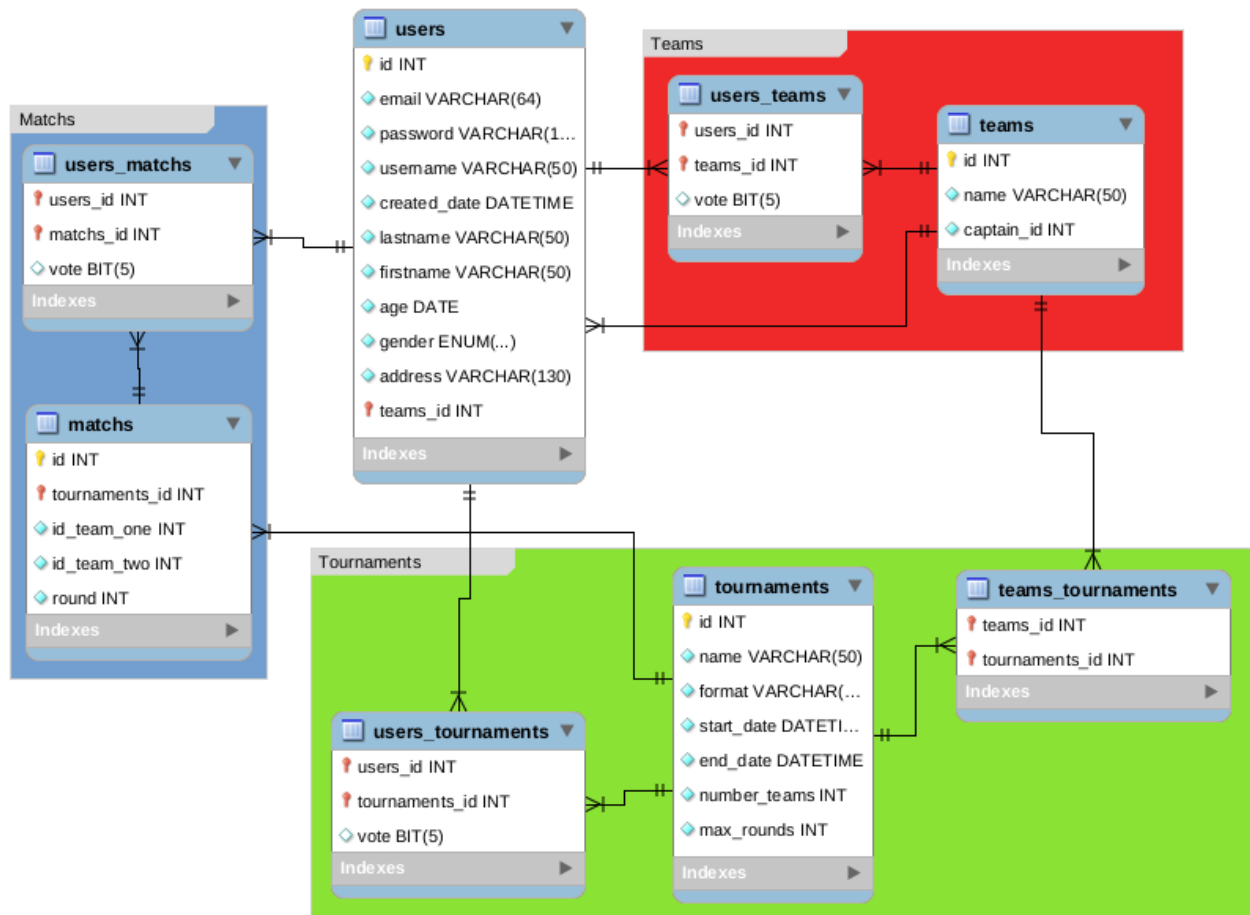 users
id INT
email VARCHAR(64)
password VARCHAR(1...
username VARCHAR(50)
created_date DATETIME
lastname VARCHAR(50)
firstname VARCHAR(50)
age DATE
gender ENUM(...)
address VARCHAR(130)
teams_id INT
Indexes
Teams
users_teams
users_id INT
teams_id INT
vote BIT(5)
Indexes
teams
id INT
name VARCHAR(50)
captain_id INT
Indexes
Matchs
users_matchs
users_id INT
matchs_id INT
vote BIT(5)
Indexes
matchs
id INT
tournaments_id INT
id_team_one INT
id_team_two INT
round INT
Indexes
Tournaments
users_tournaments
users_id INT
tournaments_id INT
vote BIT(5)
Indexes
tournaments
id INT
name VARCHAR(50)
format VARCHAR(...
start_date DATETI...
end_date DATETIME
number_teams INT
max_rounds INT
Indexes
teams_tournaments
teams_id INT
tournaments_id INT
Indexes